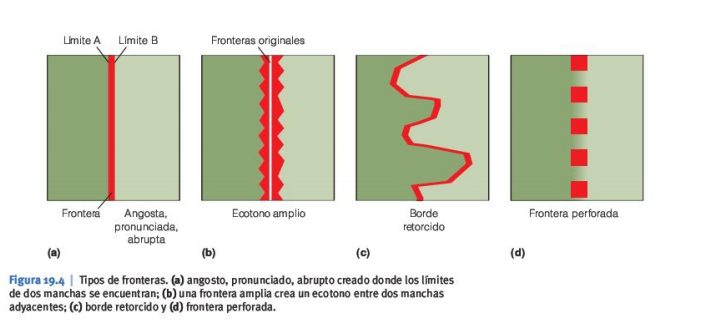 Límite A Límite B
Fronteras originales
Frontera
Angosta,
pronunciada,
abrupta
Ecotono amplio
Borde
retorcido
Frontera perforada
(a)
(b)
(c)
(d)
Figura 19.4 | Tipos de fronteras. (a) angosto, pronunciado, abrupto creado donde los límites
de dos manchas se encuentran; (b) una frontera amplia crea un ecotono entre dos manchas
adyacentes; (c) borde retorcido y (d) frontera perforada.